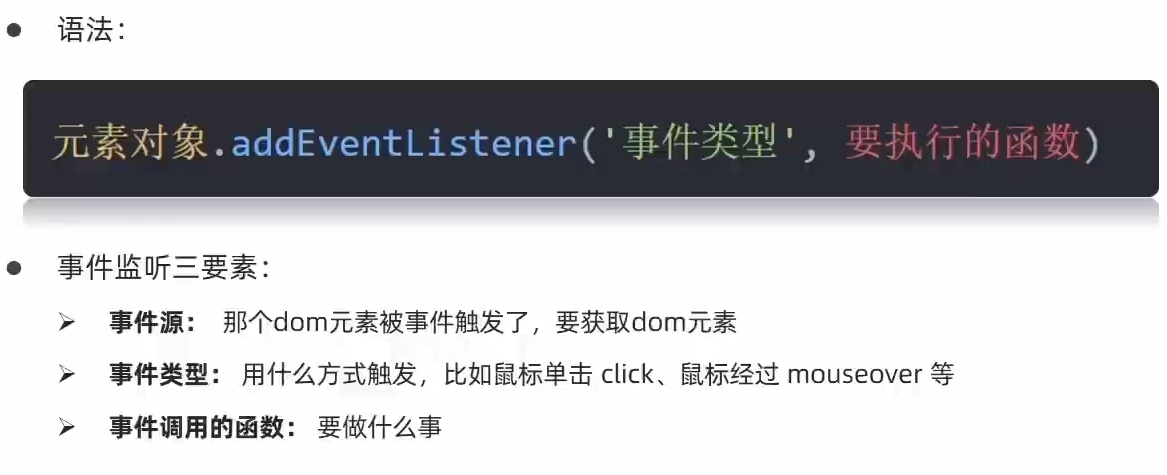 语法：
元素对象.addEventListener('事件类型', 要执行的函数)
事件监听三要素：
事件源： 那个dom元素被事件触发了，要获取dom元素
事件类型： 用什么方式触发，比如鼠标单击 click、鼠标经过 mouseover 等
事件调用的函数： 要做什么事